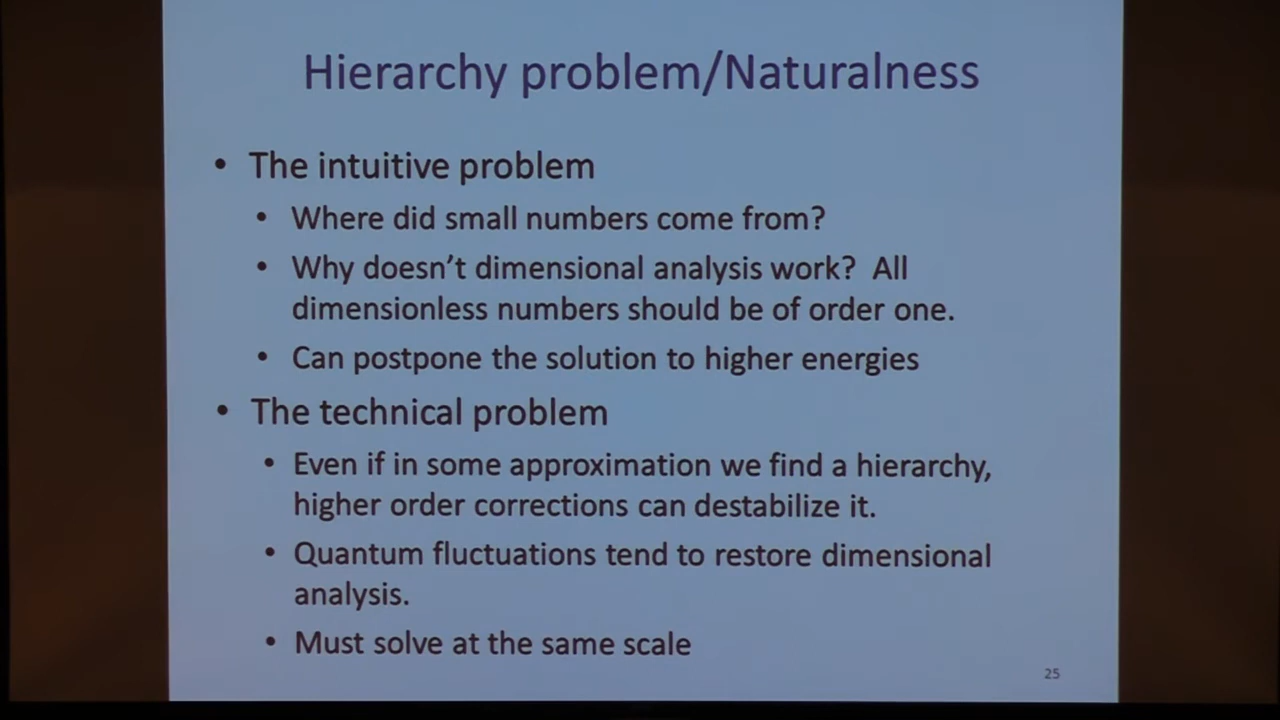 Hierarchy problem/Naturalness
• The intuitive problem
• Where did small numbers come from?
• Why doesn't dimensional analysis work? All
dimensionless numbers should be of order one.
• Can postpone the solution to higher energies
• The technical problem
• Even if in some approximation we find a hierarchy,
higher order corrections can destabilize it.
• Quantum fluctuations tend to restore dimensional
analysis.
• Must solve at the same scale
25